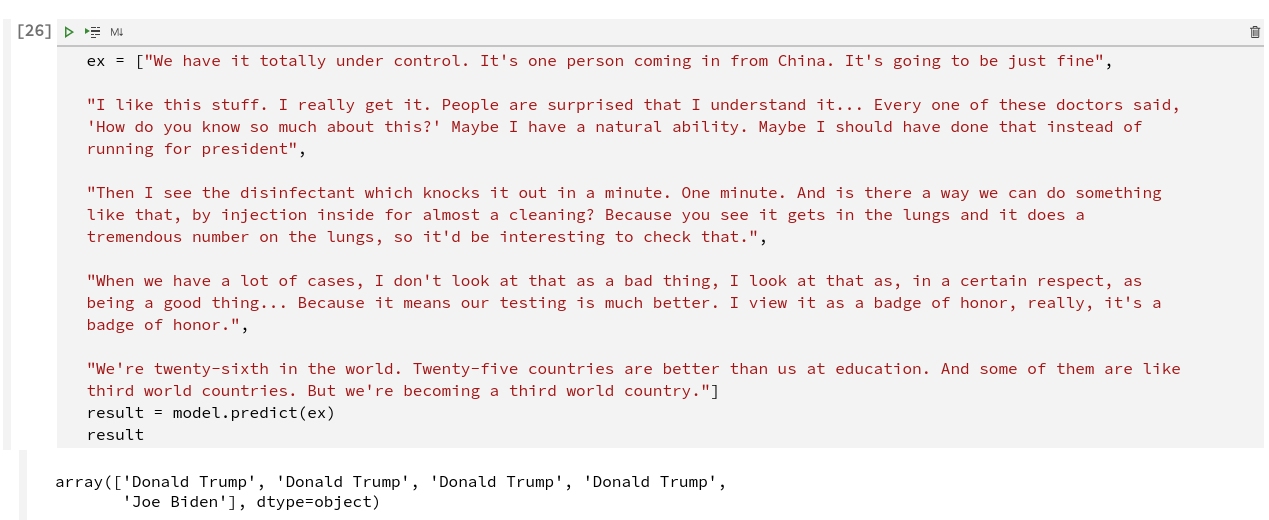 [26] M↓
ex = ["We have it totally under control. It's one person coming in from China. It's going to be just fine",
"I like this stuff. I really get it. People are surprised that I understand it... Every one of these doctors said,
'How do you know so much about this?' Maybe I have a natural ability. Maybe I should have done that instead of
running for president",
"Then I see the disinfectant which knocks it out in a minute. One minute. And is there a way we can do something
like that, by injection inside for almost a cleaning? Because you see it gets in the lungs and it does a
tremendous number on the lungs, so it'd be interesting to check that.",
"When we have a lot of cases, I don't look at that as a bad thing, I look at that as, in a certain respect, as
being a good thing... Because it means our testing is much better. I view it as a badge of honor, really, it's a
badge of honor.",
"We're twenty-sixth in the world. Twenty-five countries are better than us at education. And some of them are like
third world countries. But we're becoming a third world country."]
result = model.predict(ex)
result
array(['Donald Trump', 'Donald Trump', 'Donald Trump', 'Donald Trump',
'Joe Biden'], dtype=object)